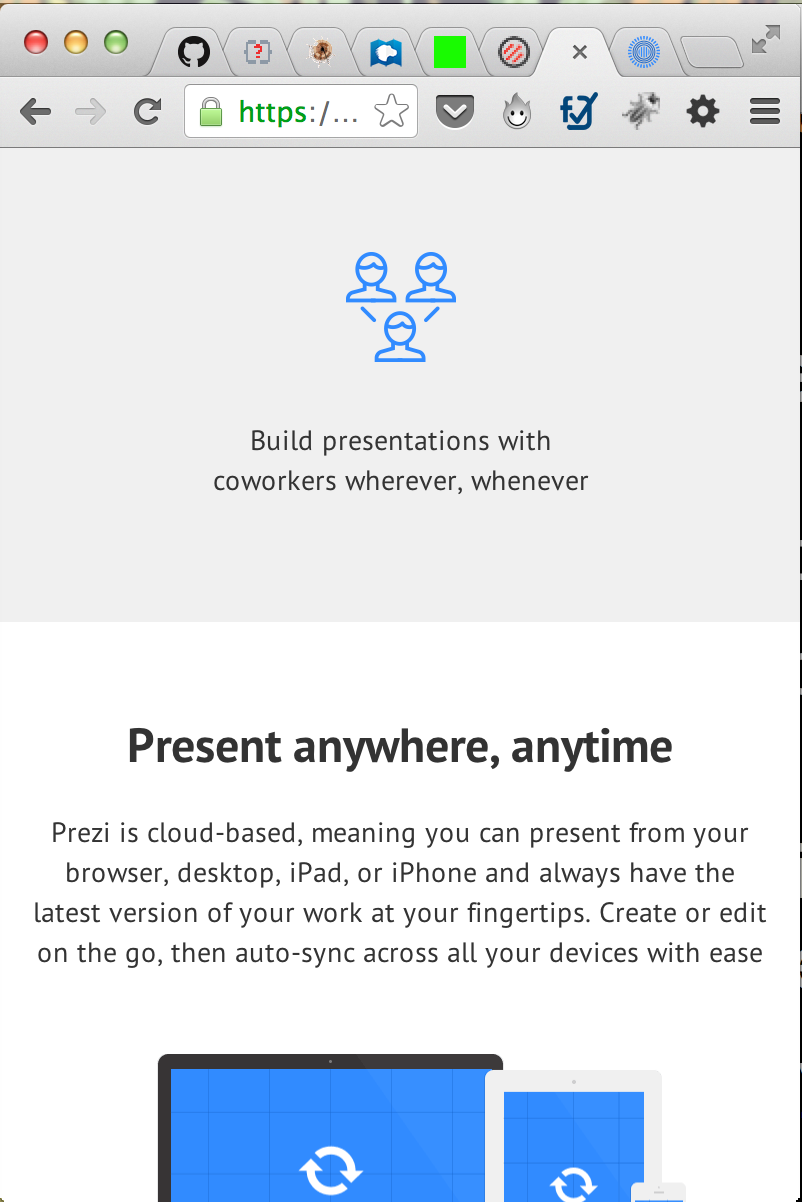 https:/...
Build presentations with
coworkers wherever, whenever
Present anywhere, anytime
Prezi is cloud-based, meaning you can present from your
browser, desktop, iPad, or iPhone and always have the
latest version of your work at your fingertips. Create or edit
on the go, then auto-sync across all your devices with ease